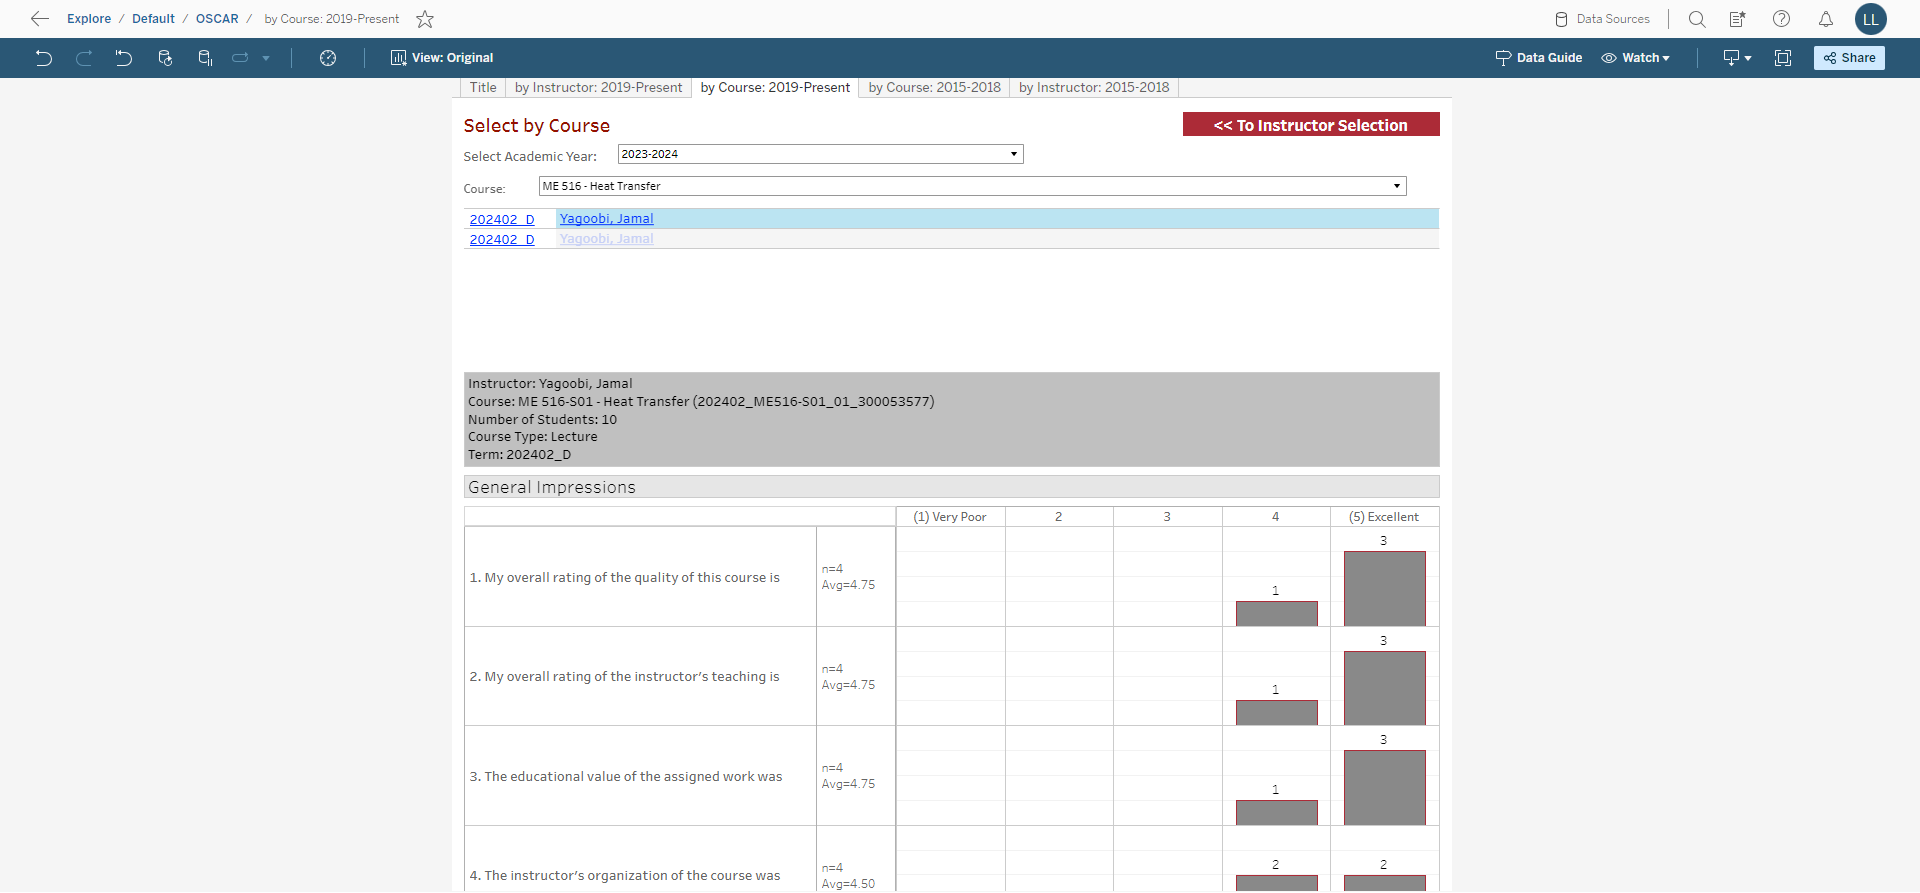 Explore / Default / OSCAR / by Course: 2019-Present
Data Sources
LL
View: Original
Data Guide
Watch
Share
Title
by Instructor: 2019-Present
by Course: 2019-Present
by Course: 2015-2018
by Instructor: 2015-2018
Select by Course
<< To Instructor Selection
Select Academic Year:
2023-2024
Course:
ME 516 - Heat Transfer
202402_D Yagoobi, Jamal
202402_D Yagoobi, Jamal
Instructor: Yagoobi, Jamal
Course: ME 516-S01 - Heat Transfer (202402_ME516-S01_01_300053577)
Number of Students: 10
Course Type: Lecture
Term: 202402_D
General Impressions
(1) Very Poor 2 3 4 (5) Excellent
1. My overall rating of the quality of this course is
n=4
Avg=4.75
1
3
2. My overall rating of the instructor's teaching is
n=4
Avg=4.75
1
3
3. The educational value of the assigned work was
n=4
Avg=4.75
1
3
4. The instructor's organization of the course was
n=4
Avg=4.50
2
2